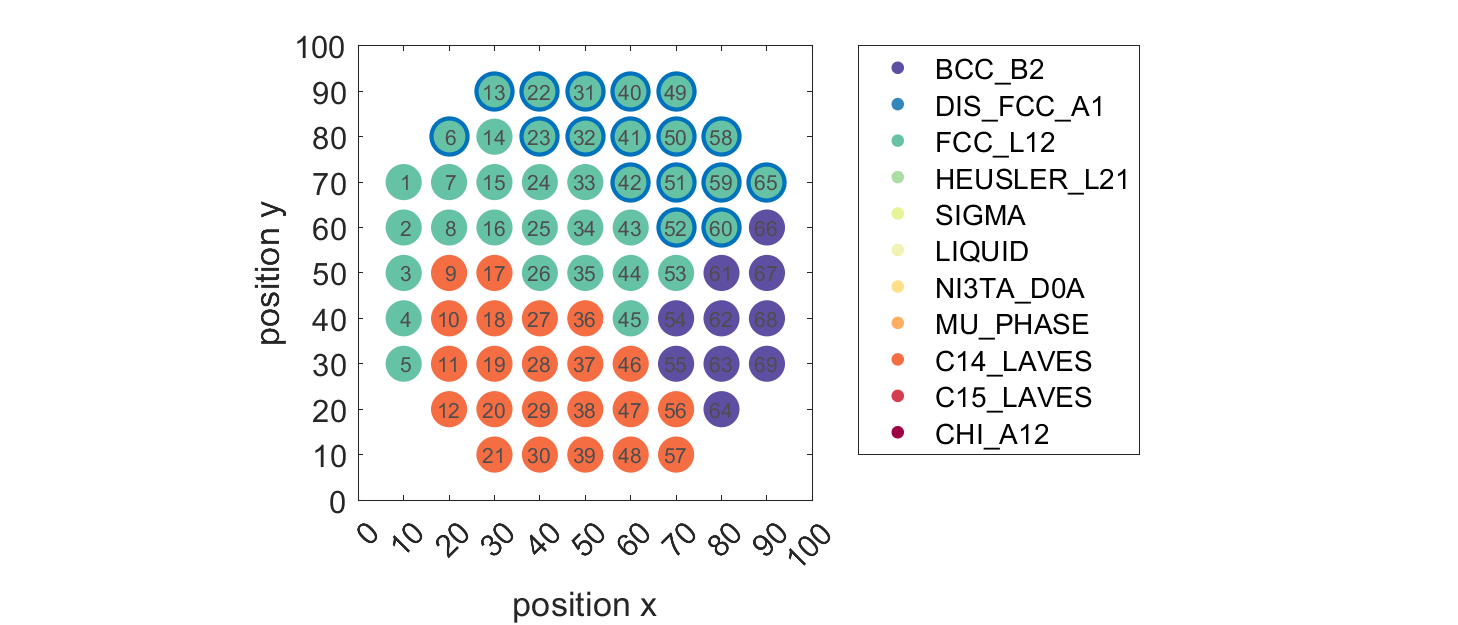 100
90
80
70
60
50
40
30
20
10
0
position y
13 22 31 40 49
6 14 23 32 41 50 58
1 7 15 24 33 42 51 59 65
2 8 16 25 34 43 52 60 66
3 9 17 26 35 44 53 61 67
4 10 18 27 36 45 54 62 68
5 11 19 28 37 46 55 63 69
12 20 29 38 47 56 64
21 30 39 48 57
0 10 20 30 40 50 60 70 80 90 100
position x
BCC_B2
DIS_FCC_A1
FCC_L12
HEUSLER_L21
SIGMA
LIQUID
NI3TA_D0A
MU_PHASE
C14_LAVES
C15_LAVES
CHI_A12